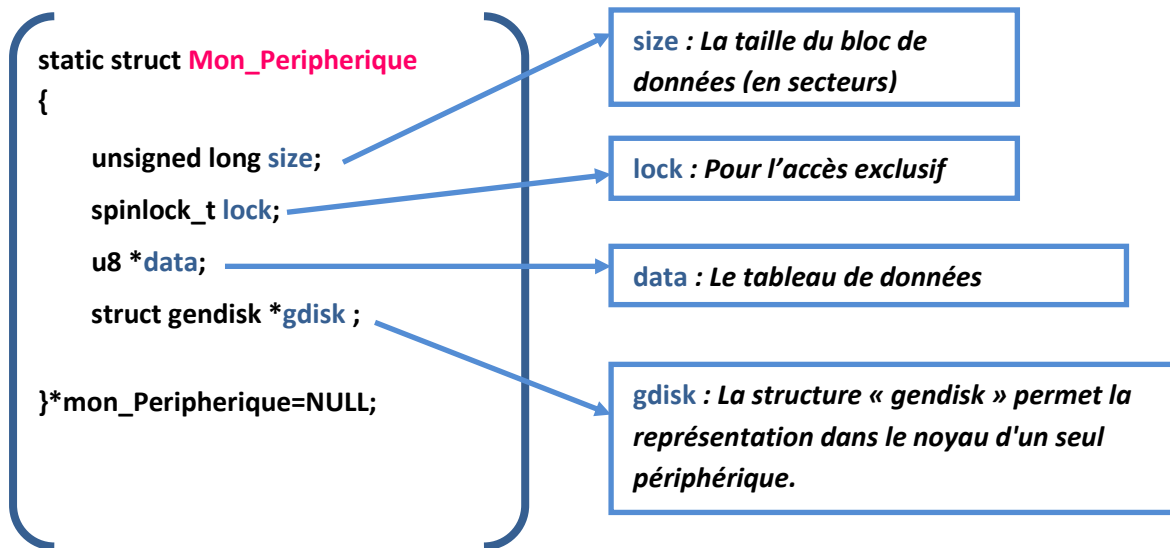 static struct Mon_Peripherique
{
unsigned long size;
spinlock_t lock;
u8 *data;
struct gendisk *gdisk ;
}*mon_Peripherique=NULL;
size : La taille du bloc de
données (en secteurs)
lock : Pour l’accès exclusif
data : Le tableau de données
gdisk : La structure « gendisk » permet la
représentation dans le noyau d'un seul
périphérique.